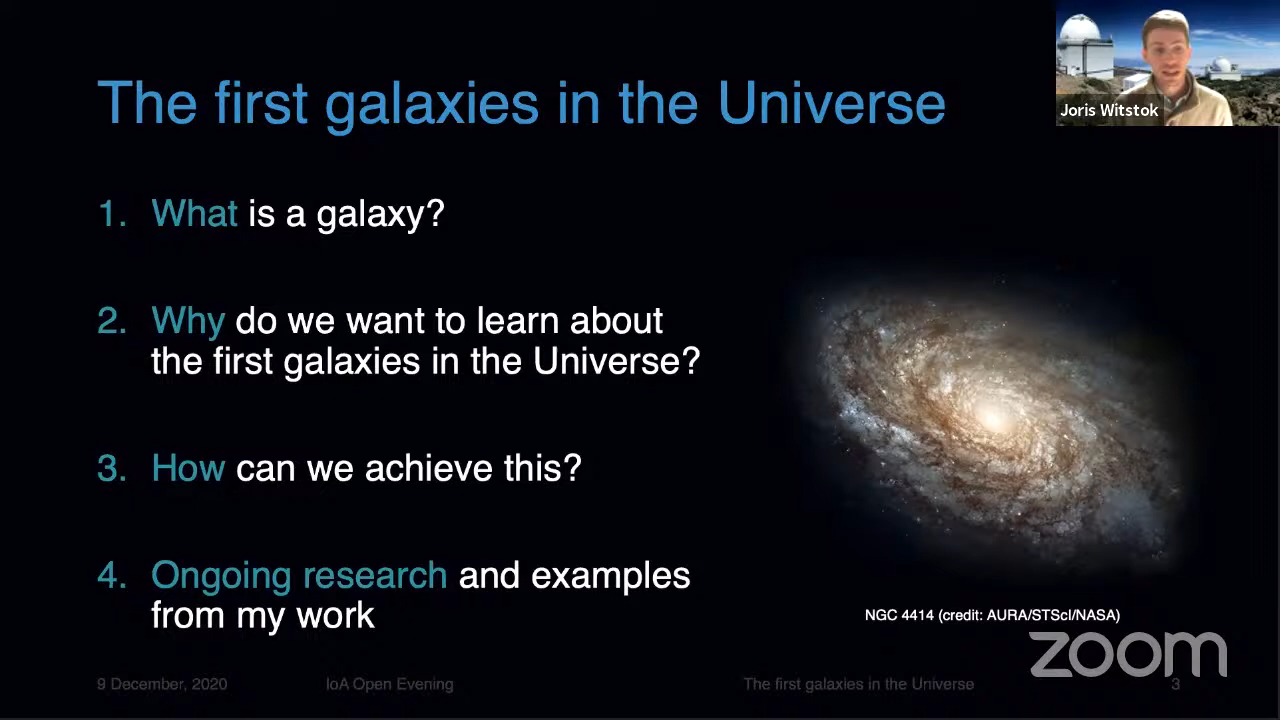 The first galaxies in the Universe
Joris Witstok
1. What is a galaxy?
2. Why do we want to learn about
the first galaxies in the Universe?
3. How can we achieve this?
4. Ongoing research and examples
from my work
NGC 4414 (credit: AURA/STScI/NASA)
zoom
9 December, 2020
IoA Open Evening
The first galaxies in the Universe
3